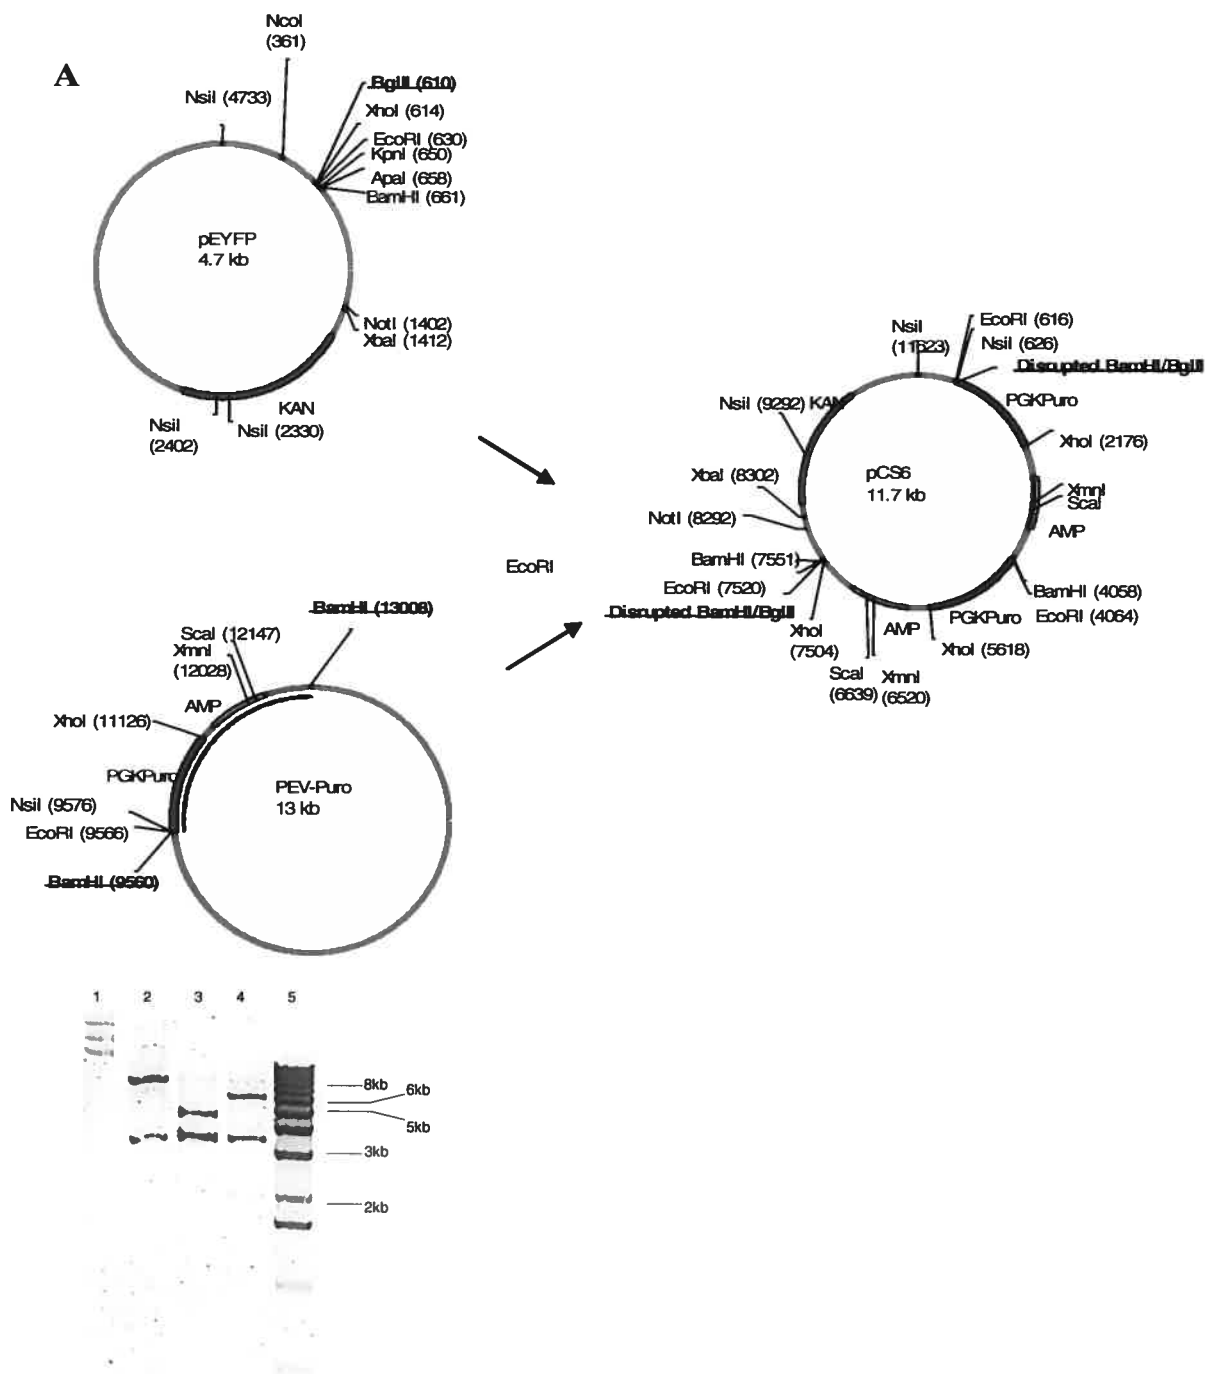 A
NcoI
(361)
NsiI (4733)
BglII (610)
XhoI (614)
EcoRI (630)
KpnI (650)
ApaI (658)
BamHI (661)
pEYFP
4.7 kb
NotI (1402)
XbaI (1412)
KAN
NsiI
(2402)
NsiI (2330)
EcoRI
NsiI
(11623)
EcoRI (616)
NsiI (626)
Disrupted BamHI/BglII
PGKPuro
NsiI (9292) KAN
XhoI (2176)
XbaI (8302)
pCS6
11.7 kb
XmnI
ScaI
NotI (8292)
AMP
BamHI (7551)
EcoRI (7520)
Disrupted BamHI/BglII
BamHI (4058)
EcoRI (4064)
PGKPuro
AMP
XhoI
(7504)
XhoI (5618)
ScaI
(6639)
XmnI
(6520)
BamHI (13008)
ScaI (12147)
XmnI
(12028)
AMP
XhoI (11126)
PGKPuro
PEV-Puro
13 kb
NsiI (9576)
EcoRI (9566)
BamHI (9560)
1 2 3 4 5
8kb
6kb
5kb
3kb
2kb